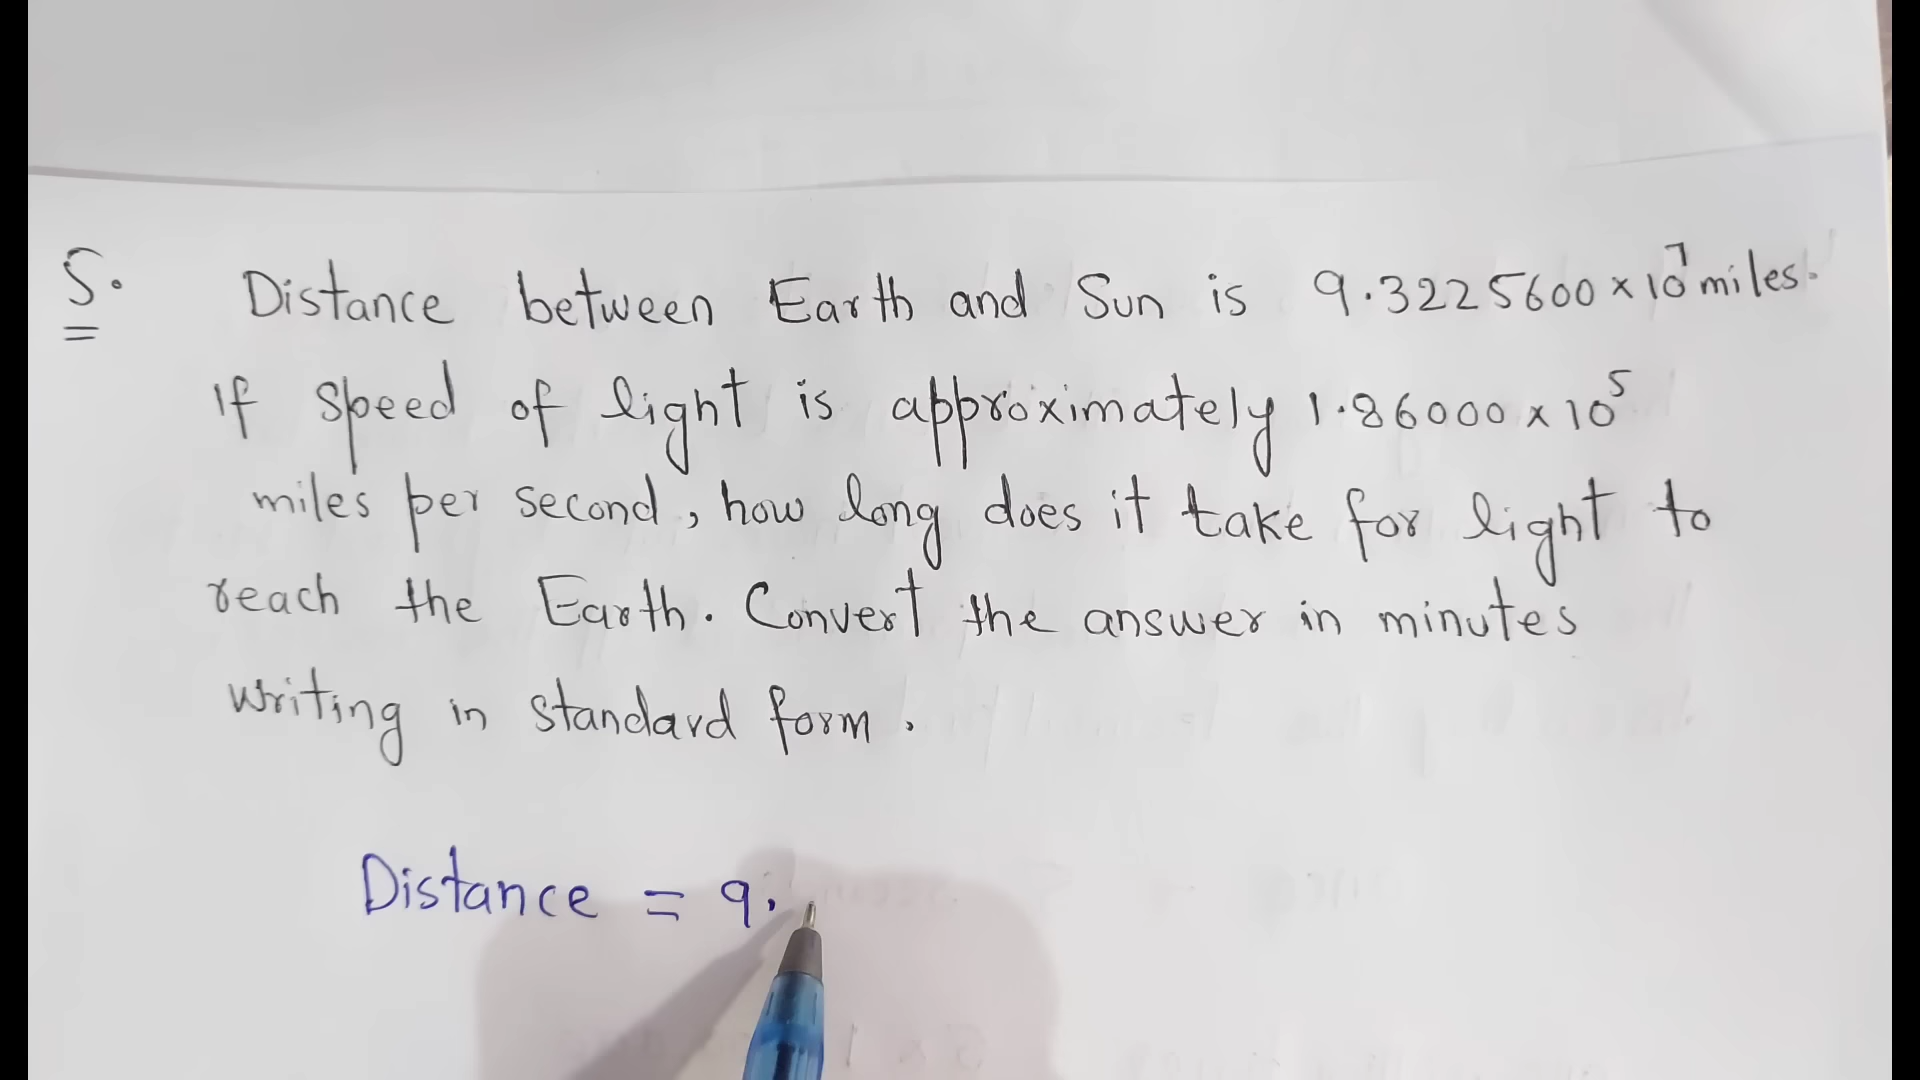 5. Distance between Earth and Sun is 9.3225600 x 10⁷ miles.
If speed of light is approximately 1.86000 x 10⁵
miles per second, how long does it take for light to
reach the Earth. Convert the answer in minutes
writing in standard form.
Distance = 9.